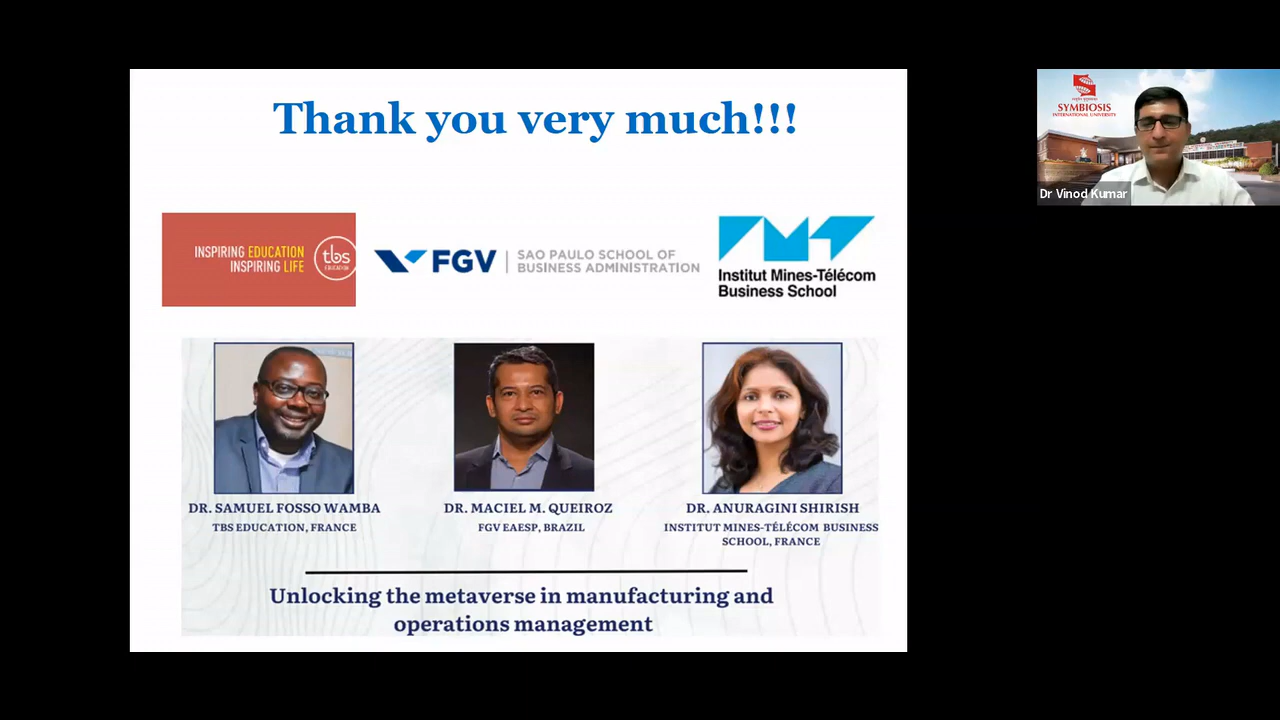 Thank you very much!!!
INSPIRING EDUCATION
INSPIRING LIFE
tbs
EDUCATION
FGV
SAO PAULO SCHOOL OF
BUSINESS ADMINISTRATION
Institut Mines-Télécom
Business School
DR. SAMUEL FOSSO WAMBA
TBS EDUCATION, FRANCE
DR. MACIEL M. QUEIROZ
FGV EAESP, BRAZIL
DR. ANURAGINI SHIRISH
INSTITUT MINES-TÉLÉCOM BUSINESS
SCHOOL, FRANCE
Unlocking the metaverse in manufacturing and
operations management
SYMBIOSIS
INTERNATIONAL UNIVERSITY
Dr Vinod Kumar